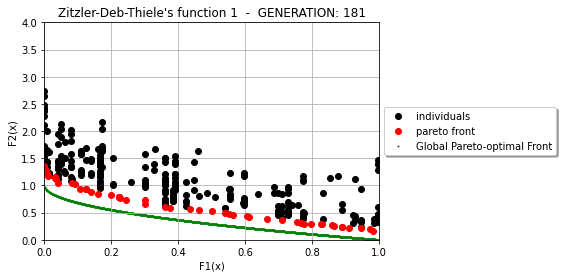 Zitzler-Deb-Thiele's function 1 - GENERATION: 181
4.0
3.5
3.0
2.5
2.0
1.5
1.0
0.5
0.0
F2(x)
0.0 0.2 0.4 0.6 0.8 1.0
F1(x)
individuals
pareto front
Global Pareto-optimal Front